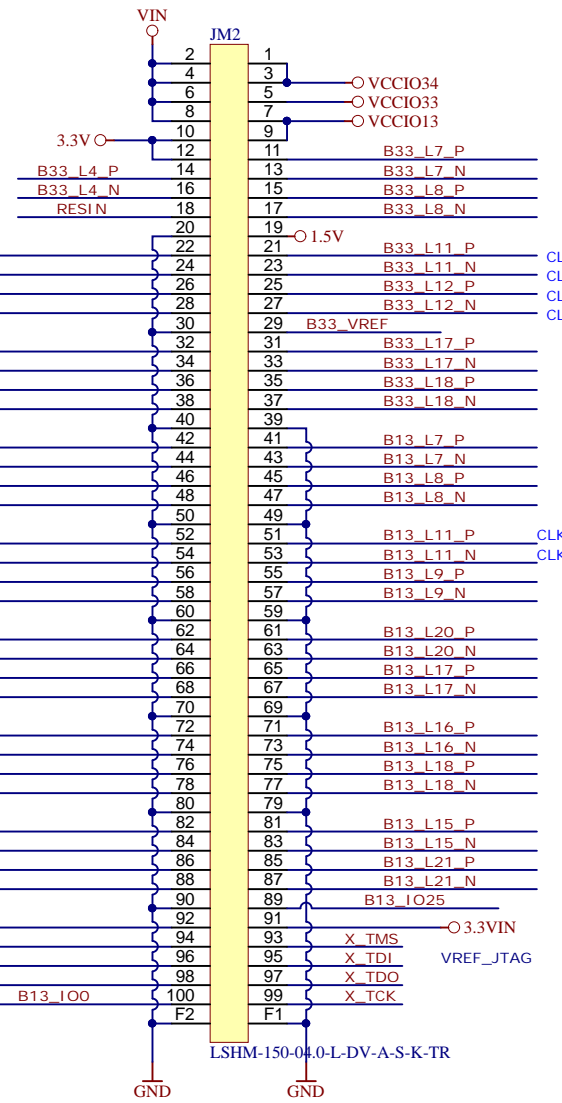 VIN
JM2
2 1
4 3 VCCIO34
6 5 VCCIO33
8 7 VCCIO13
3.3V 10 9
12 11 B33_L7_P
B33_L4_P 14 13 B33_L7_N
B33_L4_N 16 15 B33_L8_P
RESIN 18 17 B33_L8_N
20 19 1.5V
22 21 B33_L11_P CL
24 23 B33_L11_N CL
26 25 B33_L12_P CL
28 27 B33_L12_N CL
30 29 B33_VREF
32 31 B33_L17_P
34 33 B33_L17_N
36 35 B33_L18_P
38 37 B33_L18_N
40 39
42 41 B13_L7_P
44 43 B13_L7_N
46 45 B13_L8_P
48 47 B13_L8_N
50 49
52 51 B13_L11_P CLK
54 53 B13_L11_N CLK
56 55 B13_L9_P
58 57 B13_L9_N
60 59
62 61 B13_L20_P
64 63 B13_L20_N
66 65 B13_L17_P
68 67 B13_L17_N
70 69
72 71 B13_L16_P
74 73 B13_L16_N
76 75 B13_L18_P
78 77 B13_L18_N
80 79
82 81 B13_L15_P
84 83 B13_L15_N
86 85 B13_L21_P
88 87 B13_L21_N
90 89 B13_IO25
92 91 3.3VIN
94 93 X_TMS
96 95 X_TDI VREF_JTAG
98 97 X_TDO
B13_IO0 100 99 X_TCK
F2 F1
LSHM-150-04.0-L-DV-A-S-K-TR
GND GND